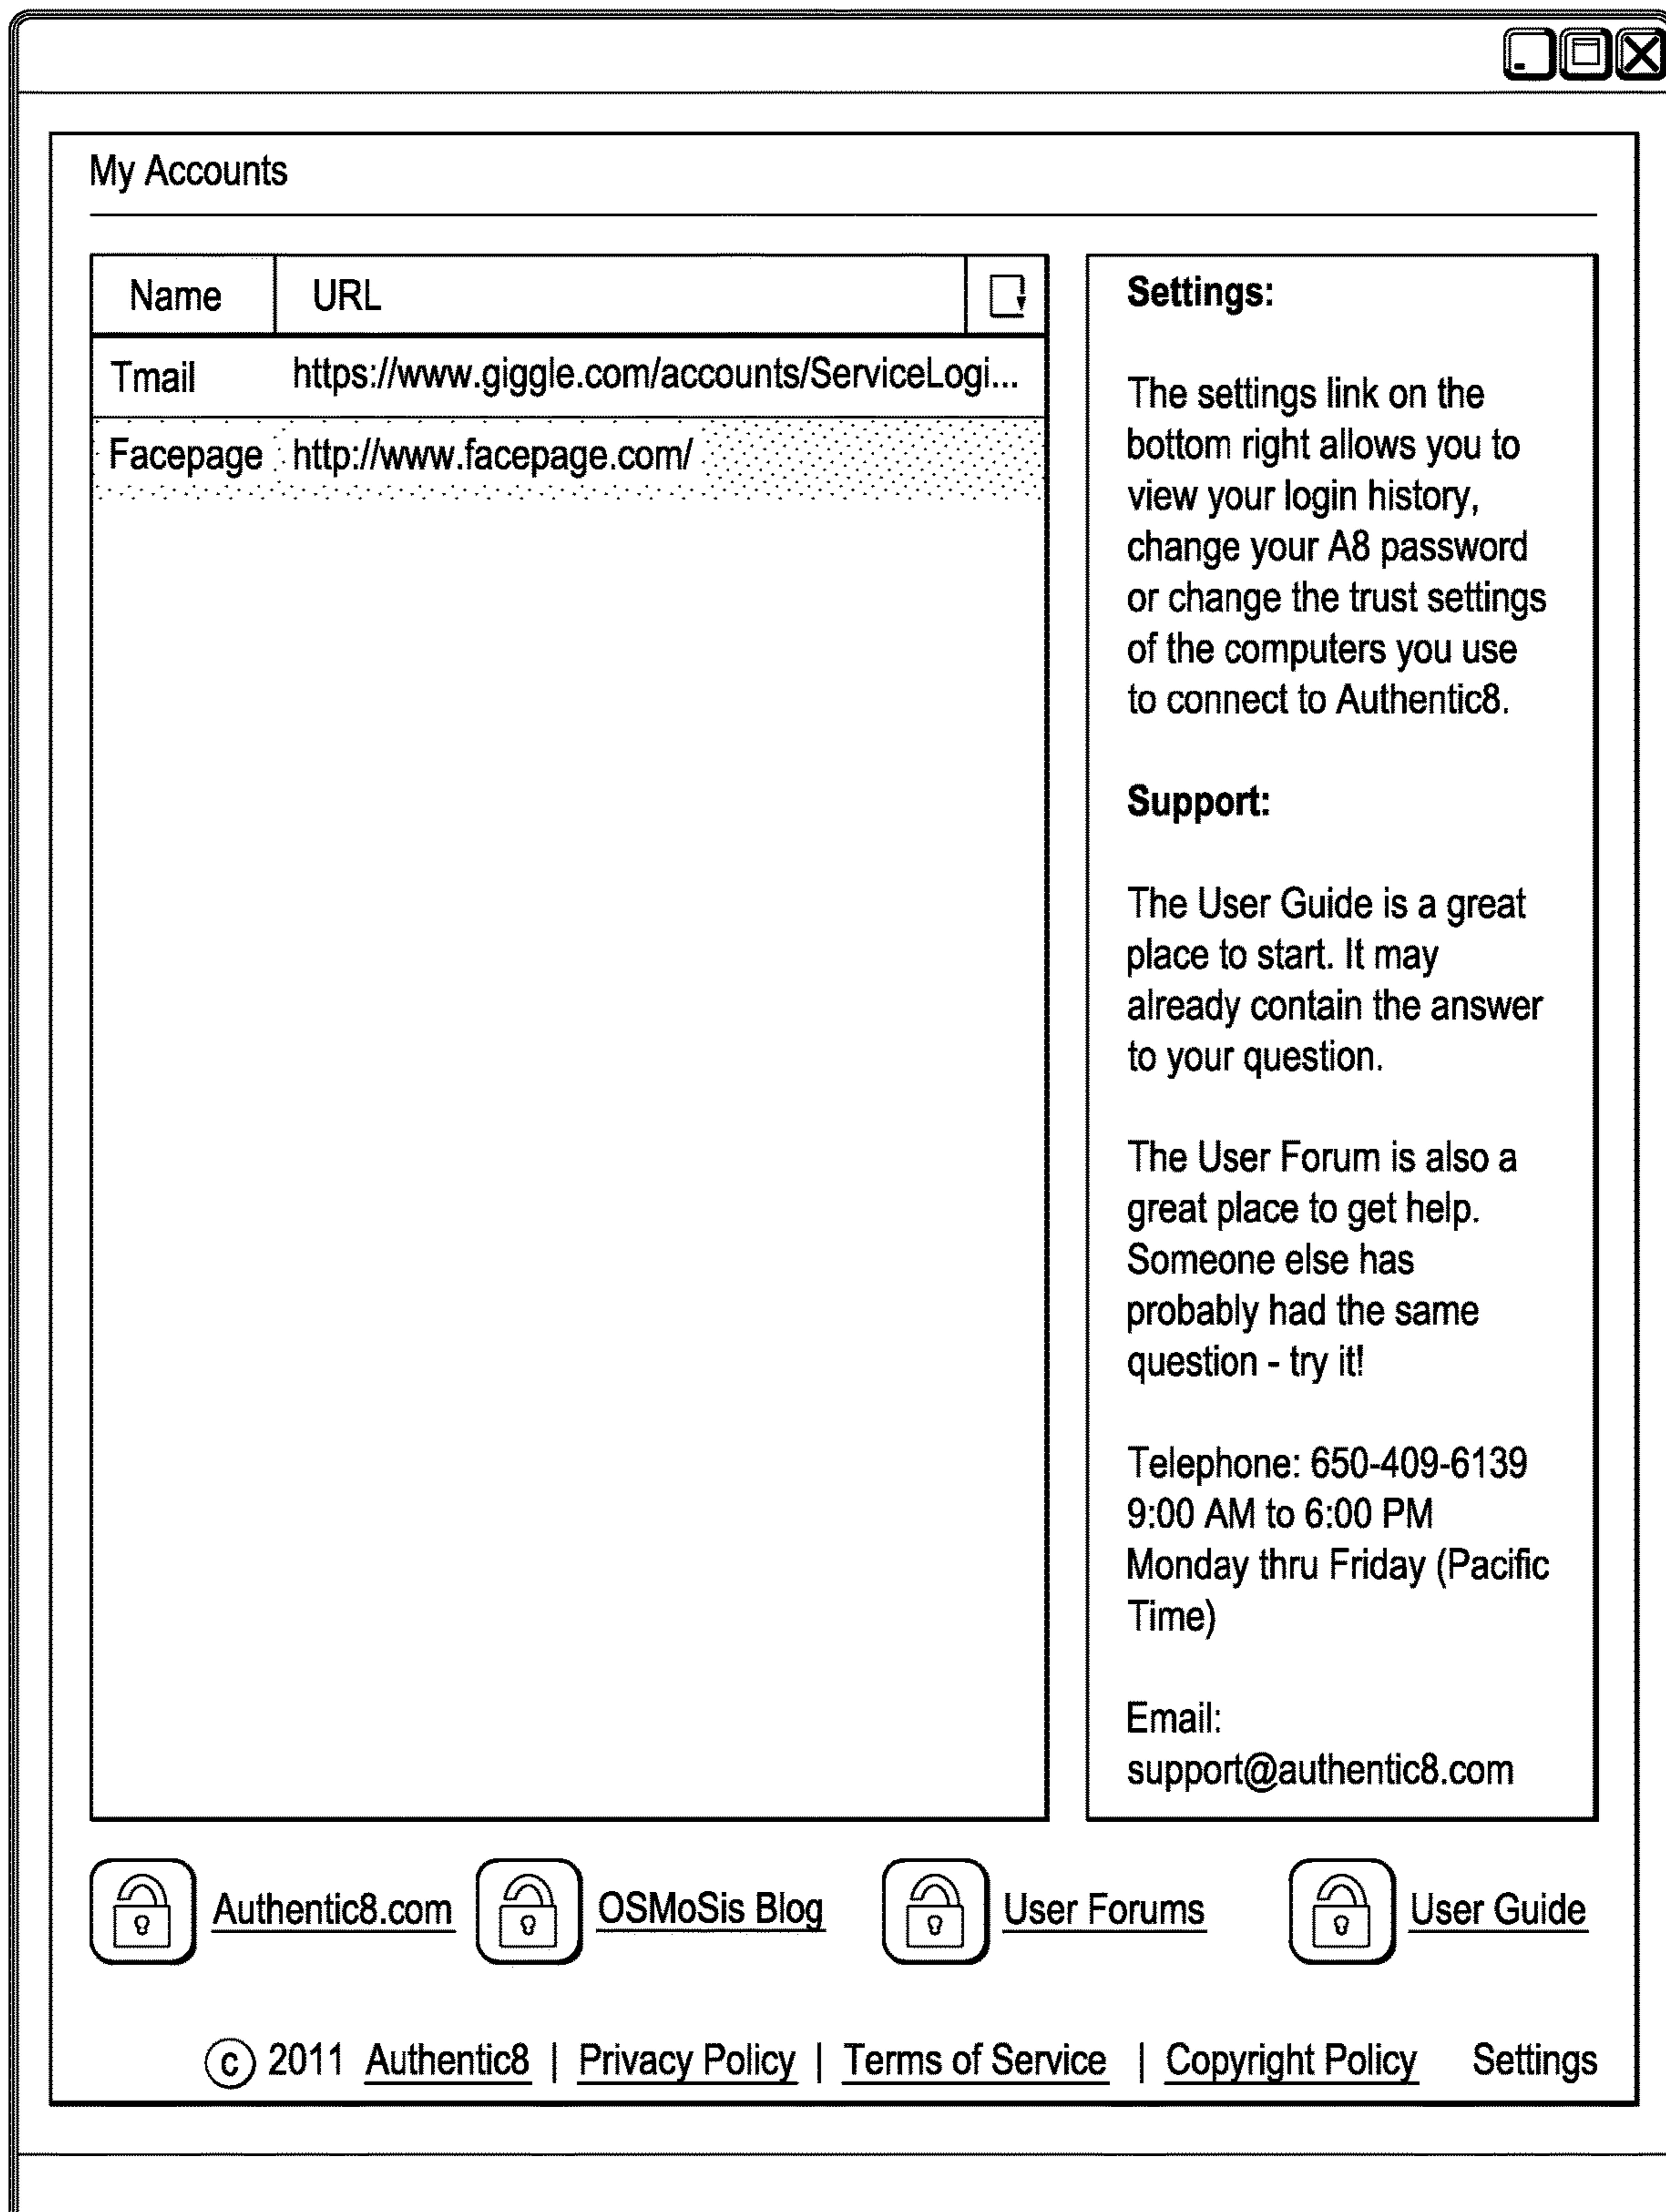 My Accounts
Name URL
Tmail https://www.giggle.com/accounts/ServiceLogi...
Facepage http://www.facepage.com/
Settings:
The settings link on the
bottom right allows you to
view your login history,
change your A8 password
or change the trust settings
of the computers you use
to connect to Authentic8.
Support:
The User Guide is a great
place to start. It may
already contain the answer
to your question.
The User Forum is also a
great place to get help.
Someone else has
probably had the same
question - try it!
Telephone: 650-409-6139
9:00 AM to 6:00 PM
Monday thru Friday (Pacific
Time)
Email:
support@authentic8.com
Authentic8.com OSMoSis Blog User Forums User Guide
© 2011 Authentic8 | Privacy Policy | Terms of Service | Copyright Policy Settings